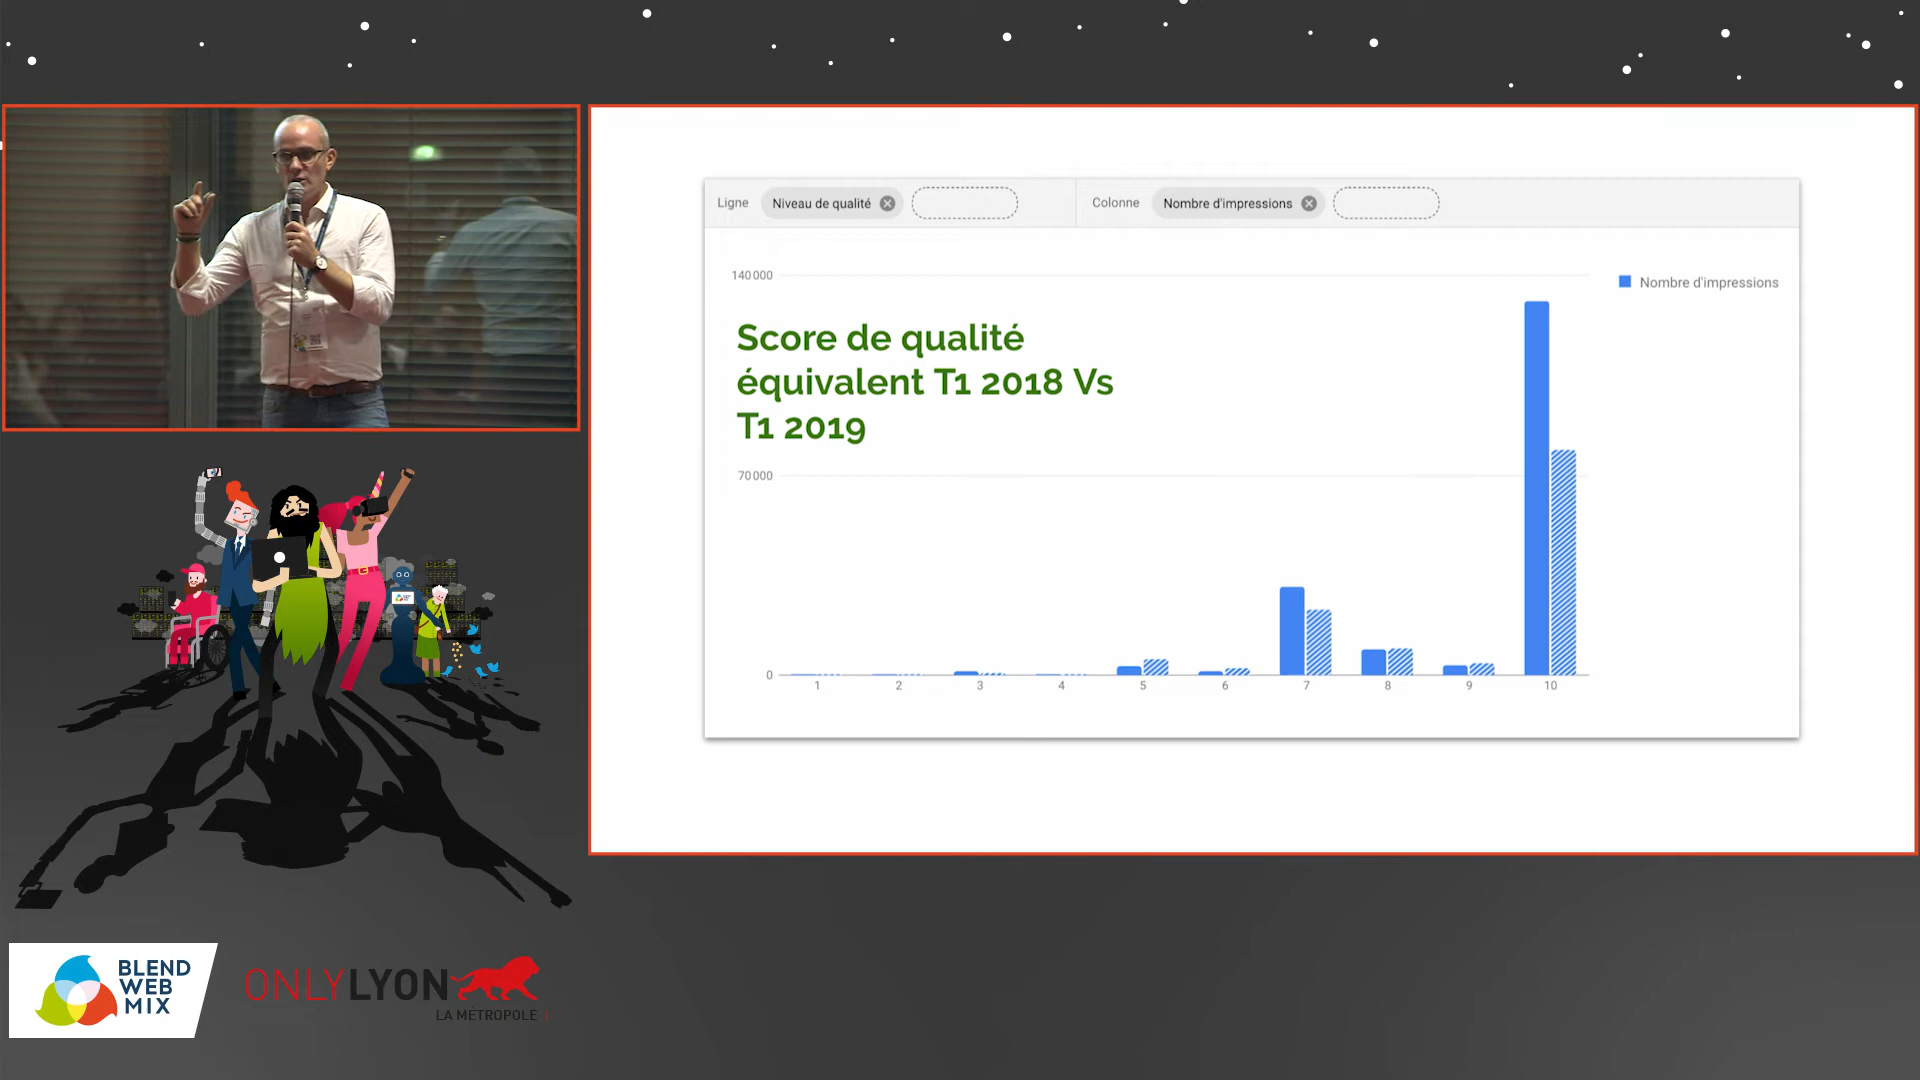 Ligne
Niveau de qualité
Colonne
Nombre d'impressions
140 000
Nombre d'impressions
Score de qualité
équivalent T1 2018 Vs
T1 2019
70 000
0
1 2 3 4 5 6 7 8 9 10
BLEND
WEB
MIX
ONLYLYON
LA MÉTROPOLE